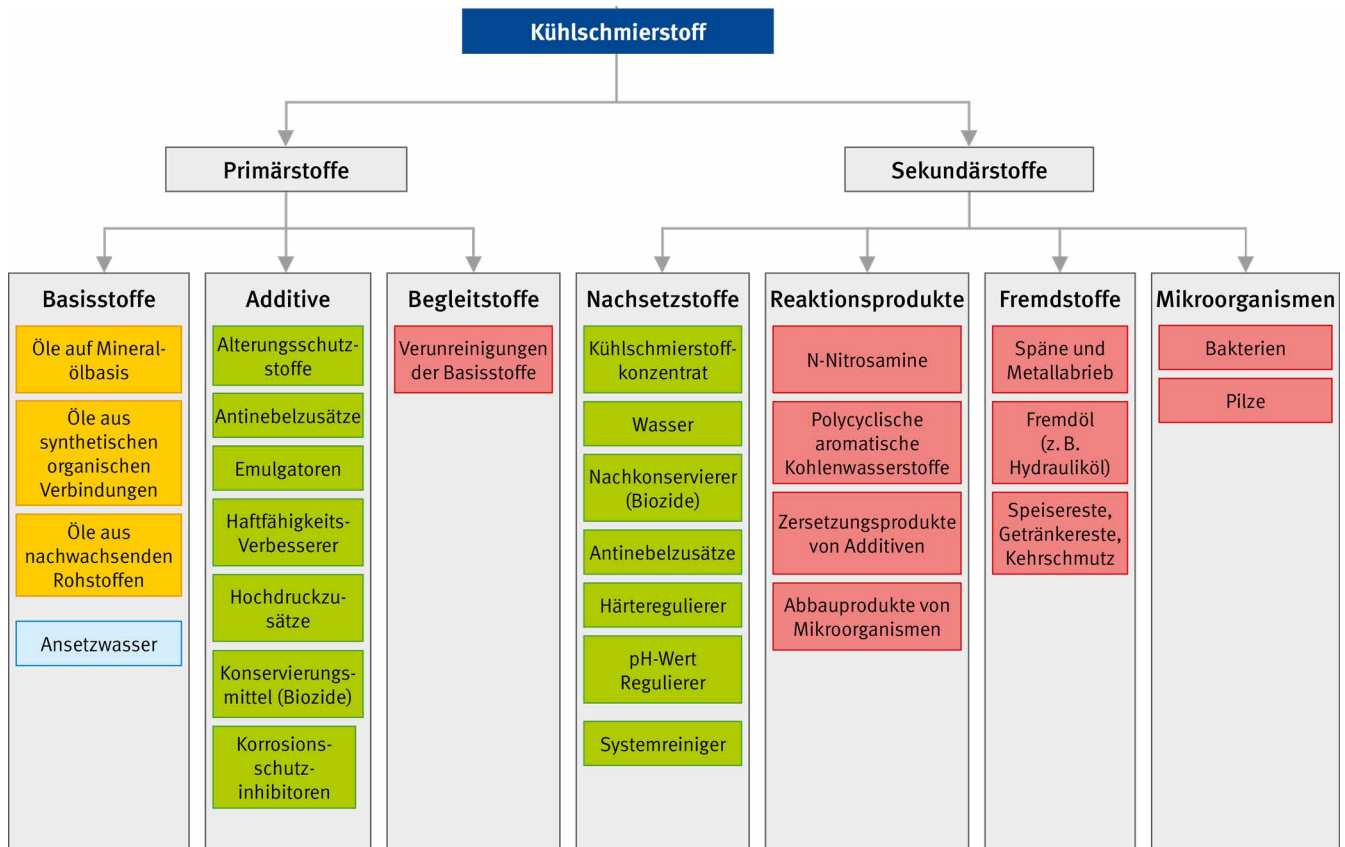 Kühlschmierstoff
Primärstoffe
Sekundärstoffe
Basisstoffe
Öle auf Mineral-
ölbasis
Öle aus
synthetischen
organischen
Verbindungen
Öle aus
nachwachsenden
Rohstoffen
Ansetzwasser
Additive
Alterungsschutz-
stoffe
Antinebelzusätze
Emulgatoren
Haftfähigkeits-
Verbesserer
Hochdruckzu-
sätze
Konservierungs-
mittel (Biozide)
Korrosions-
schutz-
inhibitoren
Begleitstoffe
Verunreinigungen
der Basisstoffe
Nachsetzstoffe
Kühlschmierstoff-
konzentrat
Wasser
Nachkonservierer
(Biozide)
Antinebelzusätze
Härteregulierer
pH-Wert
Regulierer
Systemreiniger
Reaktionsprodukte
N-Nitrosamine
Polycyclische
aromatische
Kohlenwasserstoffe
Zersetzungsprodukte
von Additiven
Abbauprodukte von
Mikroorganismen
Fremdstoffe
Späne und
Metallabrieb
Fremdöl
(z. B.
Hydrauliköl)
Speisereste,
Getränkereste,
Kehrschmutz
Mikroorganismen
Bakterien
Pilze